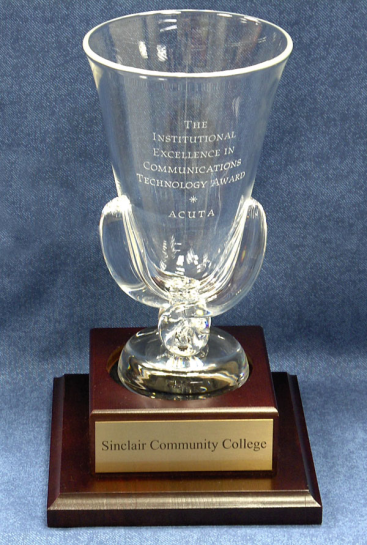 THE
INSTITUTIONAL
EXCELLENCE IN
COMMUNICATIONS
TECHNOLOGY AWARD
*
ACUTA
Sinclair Community College